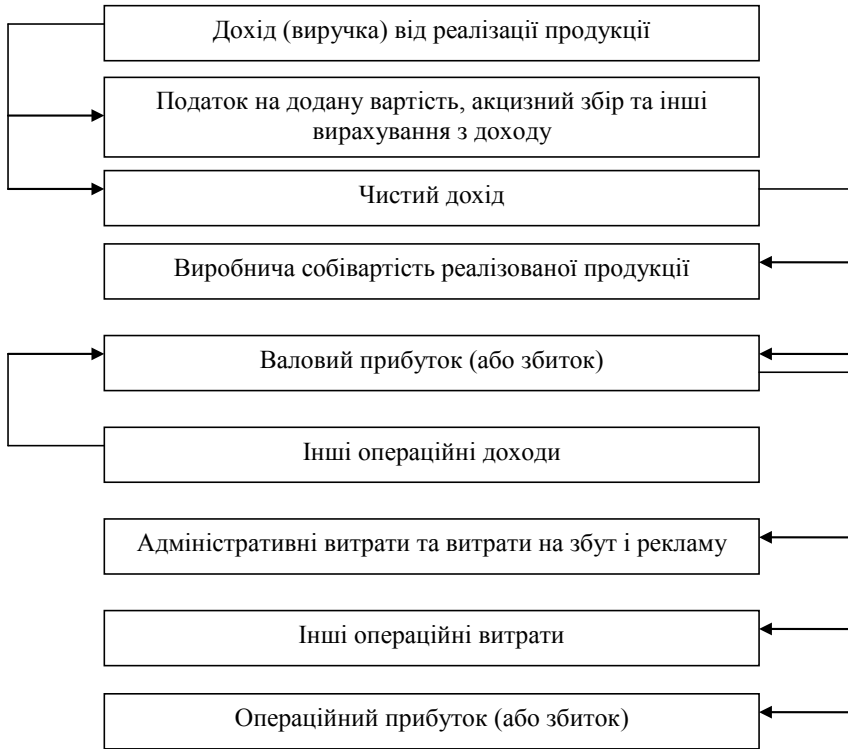 Дохід (виручка) від реалізації продукції
Податок на додану вартість, акцизний збір та інші
вирахування з доходу
Чистий дохід
Виробнича собівартість реалізованої продукції
Валовий прибуток (або збиток)
Інші операційні доходи
Адміністративні витрати та витрати на збут і рекламу
Інші операційні витрати
Операційний прибуток (або збиток)